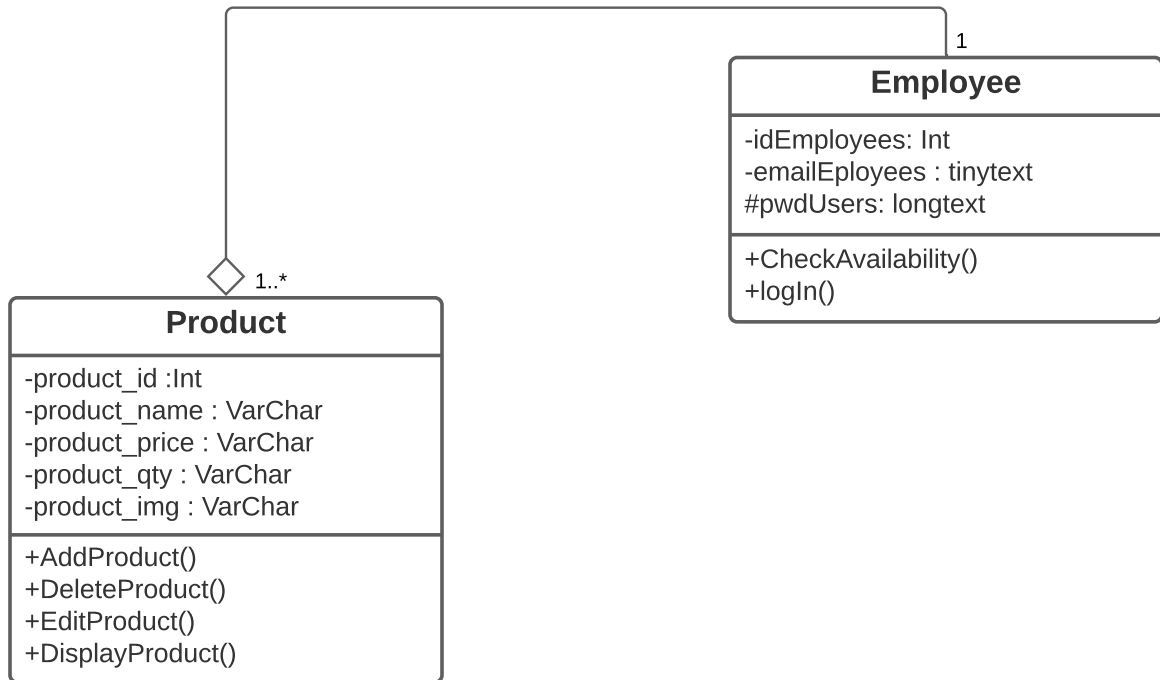 1
Employee
-idEmployees: Int
-emailEployees : tinytext
#pwdUsers: longtext
+CheckAvailability()
+logIn()
1..*
Product
-product_id :Int
-product_name : VarChar
-product_price : VarChar
-product_qty : VarChar
-product_img : VarChar
+AddProduct()
+DeleteProduct()
+EditProduct()
+DisplayProduct()